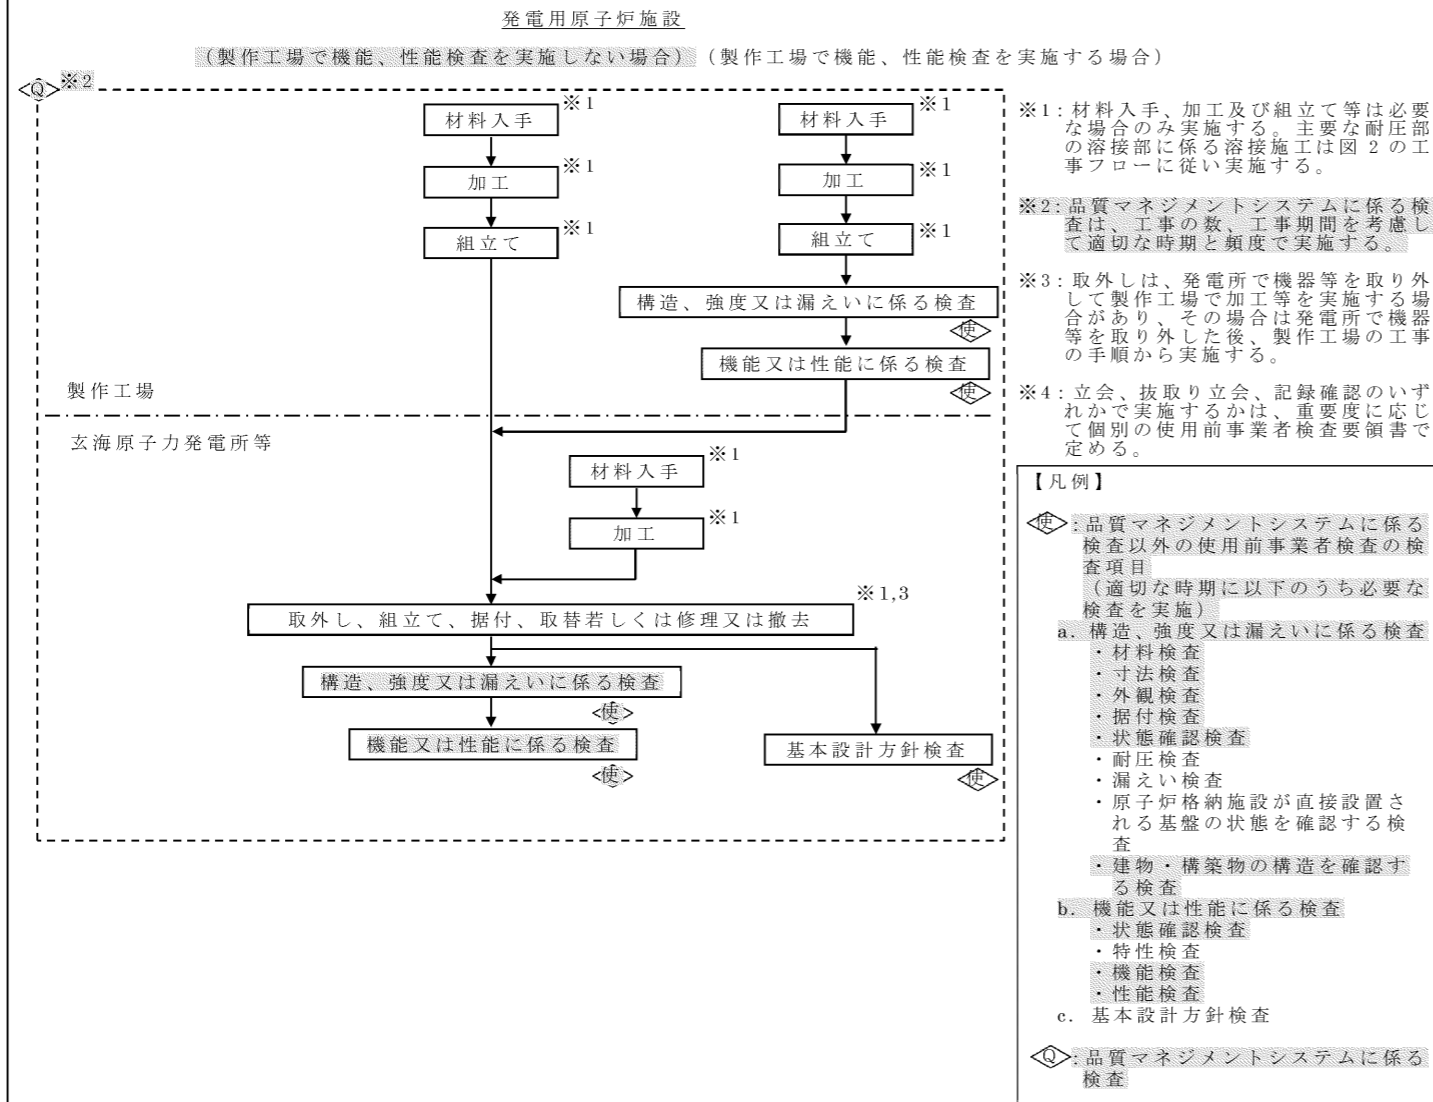 発電用原子炉施設
(製作工場で機能、性能検査を実施しない場合) (製作工場で機能、性能検査を実施する場合)
Q ※2
材料入手 ※1
加工 ※1
組立て ※1
材料入手 ※1
加工 ※1
組立て ※1
構造、強度又は漏えいに係る検査
使
機能又は性能に係る検査
使
製作工場
玄海原子力発電所等
材料入手 ※1
加工 ※1
※1,3
取外し、組立て、据付、取替若しくは修理又は撤去
構造、強度又は漏えいに係る検査
使
機能又は性能に係る検査
使
基本設計方針検査
使
※1:材料入手、加工及び組立て等は必要
な場合のみ実施する。主要な耐圧部
の溶接部に係る溶接施工は図2の工
事フローに従い実施する。
※2:品質マネジメントシステムに係る検
査は、工事の数、工事期間を考慮し
て適切な時期と頻度で実施する。
※3:取外しは、発電所で機器等を取り外
して製作工場で加工等を実施する場
合があり、その場合は発電所で機器
等を取り外した後、製作工場の工事
の手順から実施する。
※4:立会、抜取り立会、記録確認のいず
れかで実施するかは、重要度に応じ
て個別の使用前事業者検査要領書で
定める。
【凡例】
使:品質マネジメントシステムに係る
検査以外の使用前事業者検査の検
査項目
(適切な時期に以下のうち必要な
検査を実施)
a. 構造、強度又は漏えいに係る検査
・材料検査
・寸法検査
・外観検査
・据付検査
・状態確認検査
・耐圧検査
・漏えい検査
・原子炉格納施設が直接設置さ
れる基盤の状態を確認する検
査
・建物・構築物の構造を確認す
る検査
b. 機能又は性能に係る検査
・状態確認検査
・特性検査
・機能検査
・性能検査
c. 基本設計方針検査
Q:品質マネジメントシステムに係る
検査